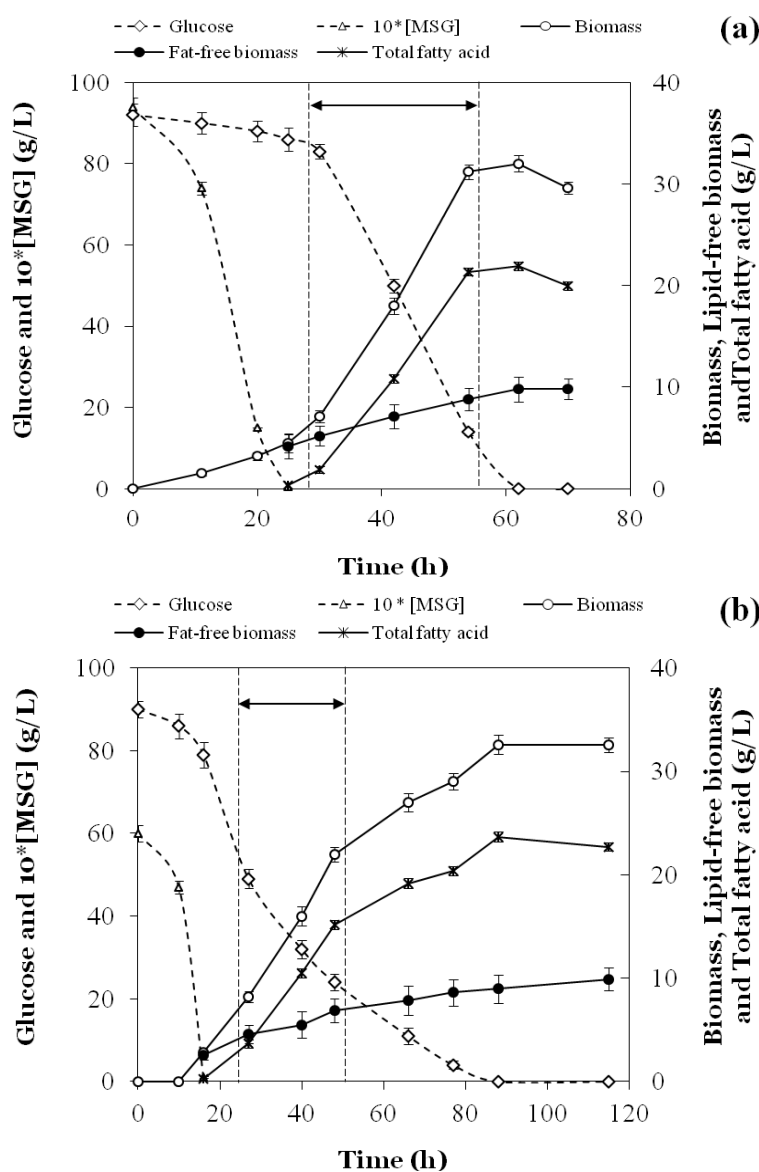 (a)
Glucose 10*[MSG] Biomass
Fat-free biomass Total fatty acid
100
80
60
40
20
0
40
30
20
10
0
0 20 40 60 80
Time (h)
Glucose and 10*[MSG] (g/L)
Biomass, Lipid-free biomass
andTotal fatty acid (g/L)
(b)
Glucose 10 * [MSG] Biomass
Fat-free biomass Total fatty acid
100
80
60
40
20
0
40
30
20
10
0
0 20 40 60 80 100 120
Time (h)
Glucose and 10*[MSG] (g/L)
Biomass, Lipid-free biomass
and Total fatty acid (g/L)